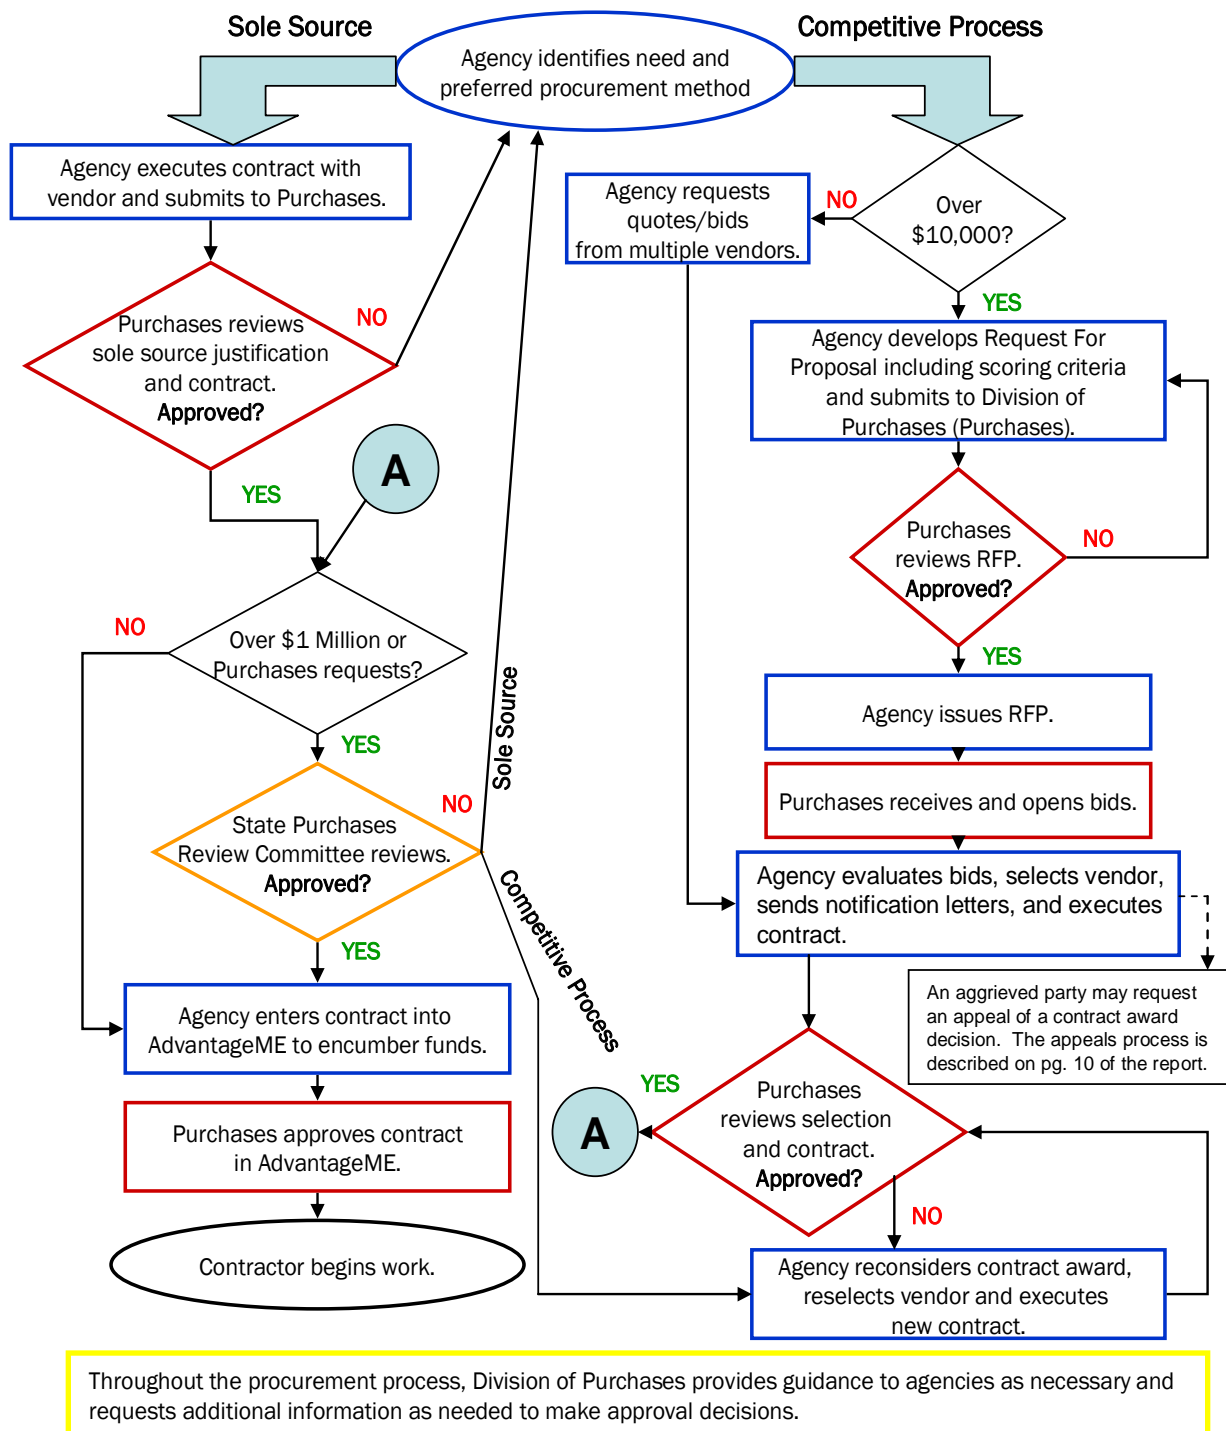 Sole Source
Competitive Process
Agency identifies need and
preferred procurement method
Agency executes contract with
vendor and submits to Purchases.
Purchases reviews
sole source justification
and contract.
Approved?
NO
YES
A
Over $1 Million or
Purchases requests?
NO
YES
State Purchases
Review Committee reviews.
Approved?
NO
YES
Sole Source
Competitive Process
Agency enters contract into
AdvantageME to encumber funds.
Purchases approves contract
in AdvantageME.
Contractor begins work.
Over
$10,000?
NO
YES
Agency requests
quotes/bids
from multiple vendors.
Agency develops Request For
Proposal including scoring criteria
and submits to Division of
Purchases (Purchases).
Purchases
reviews RFP.
Approved?
NO
YES
Agency issues RFP.
Purchases receives and opens bids.
Agency evaluates bids, selects vendor,
sends notification letters, and executes
contract.
An aggrieved party may request
an appeal of a contract award
decision. The appeals process is
described on pg. 10 of the report.
Purchases
reviews selection
and contract.
Approved?
YES
A
NO
Agency reconsiders contract award,
reselects vendor and executes
new contract.
Throughout the procurement process, Division of Purchases provides guidance to agencies as necessary and
requests additional information as needed to make approval decisions.